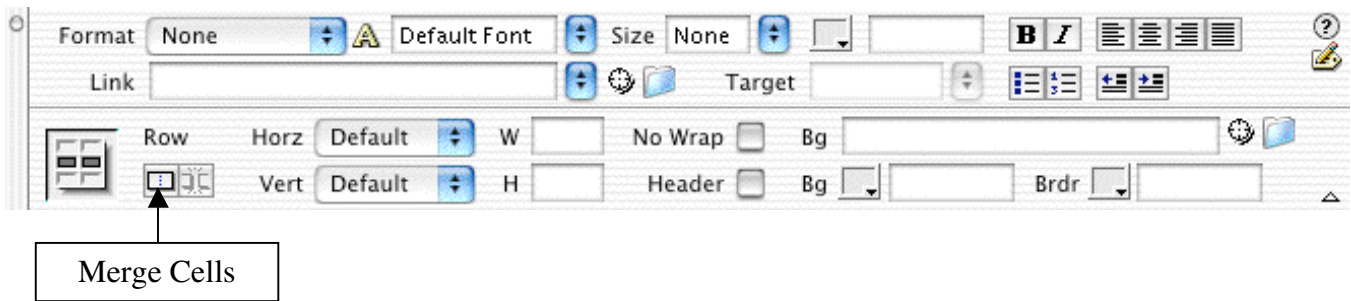 Format None A Default Font Size None B I ?
Link Target
Row Horz Default W No Wrap Bg
Vert Default H Header Bg Brdr
Merge Cells